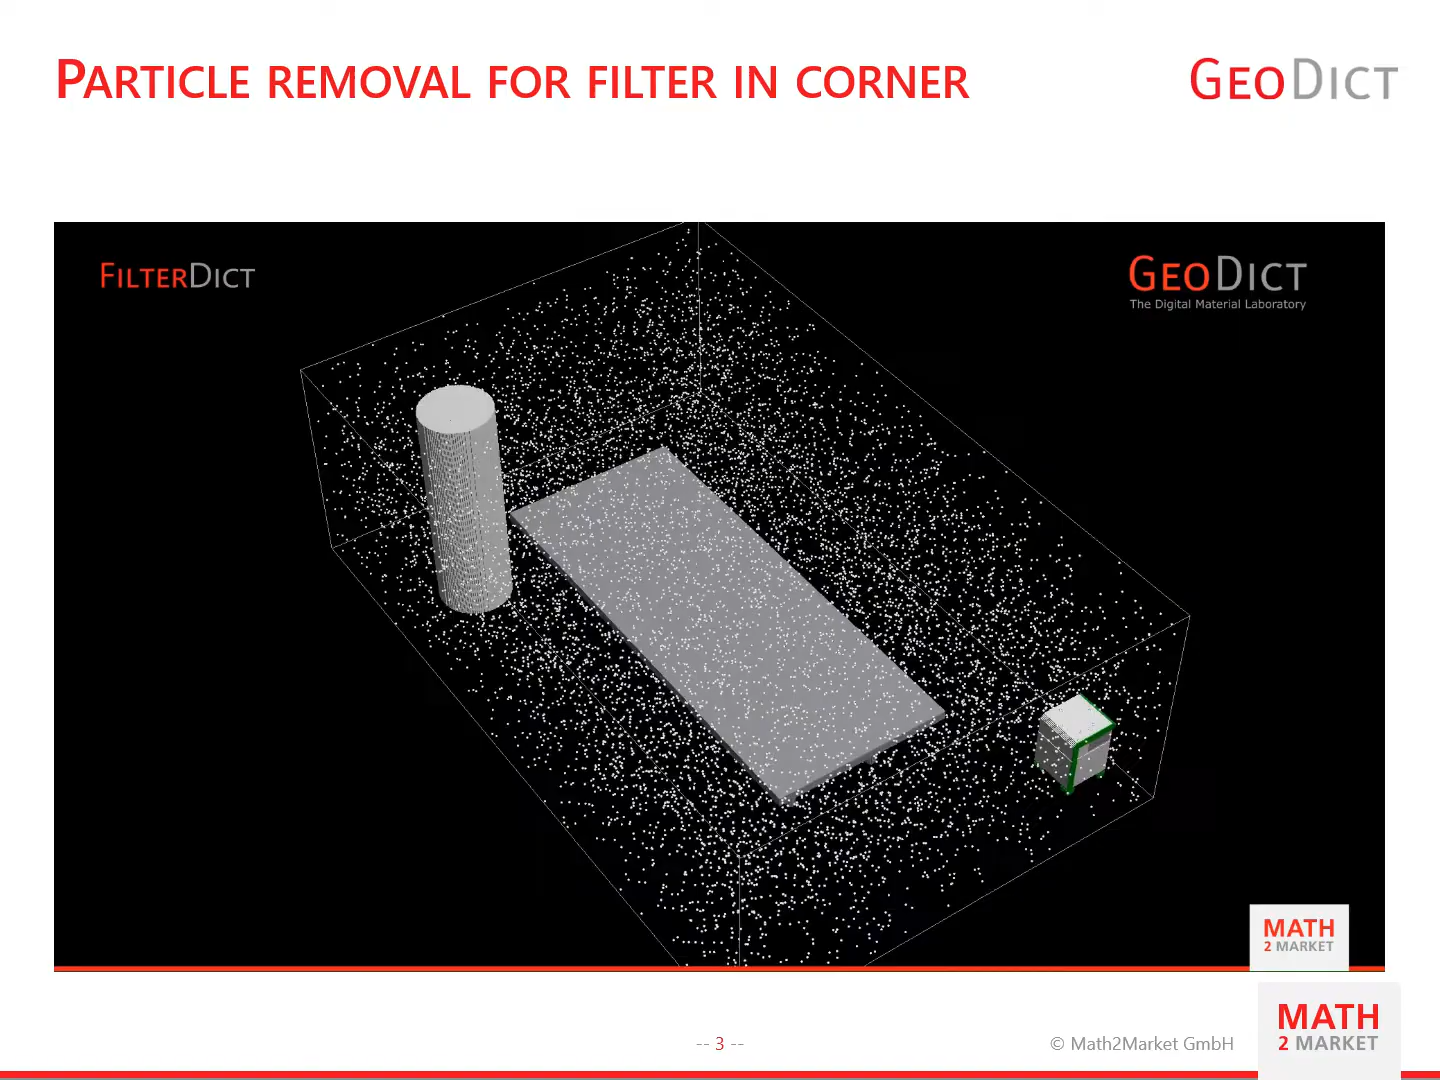 PARTICLE REMOVAL FOR FILTER IN CORNER
GEODICT
FILTERDICT
GEODICT
The Digital Material Laboratory
MATH
2 MARKET
-- 3 --
© Math2Market GmbH
MATH
2 MARKET